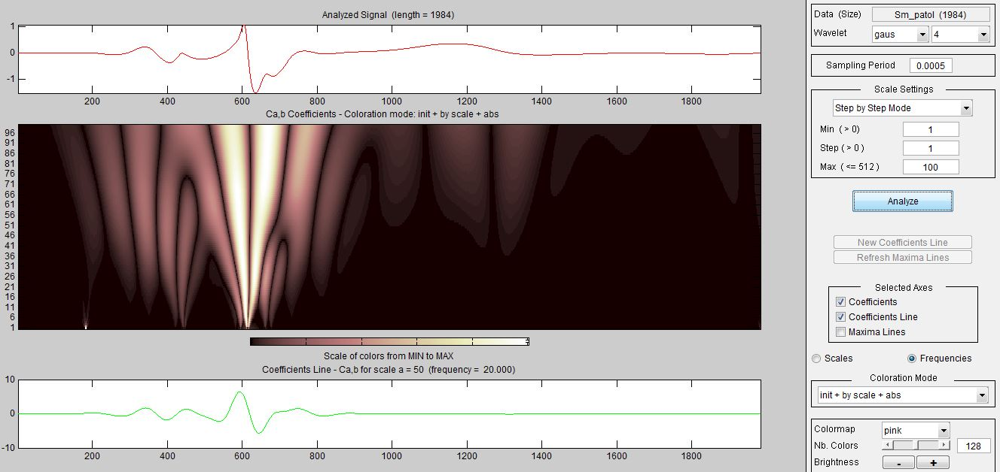 Analyzed Signal (length = 1984)
1
0
-1
200 400 600 800 1000 1200 1400 1600 1800
Ca,b Coefficients - Coloration mode: init + by scale + abs
96
91
86
81
76
71
66
61
56
51
46
41
36
31
26
21
16
11
6
1
Scale of colors from MIN to MAX
Coefficients Line - Ca,b for scale a = 50 (frequency = 20.000)
10
0
-10
200 400 600 800 1000 1200 1400 1600 1800
Data (Size) Sm_patol (1984)
Wavelet gaus 4
Sampling Period 0.0005
Scale Settings
Step by Step Mode
Min ( > 0) 1
Step ( > 0 ) 1
Max ( <= 512 ) 100
Analyze
New Coefficients Line
Refresh Maxima Lines
Selected Axes
Coefficients
Coefficients Line
Maxima Lines
Scales Frequencies
Coloration Mode
init + by scale + abs
Colormap pink
Nb. Colors 128
Brightness - +